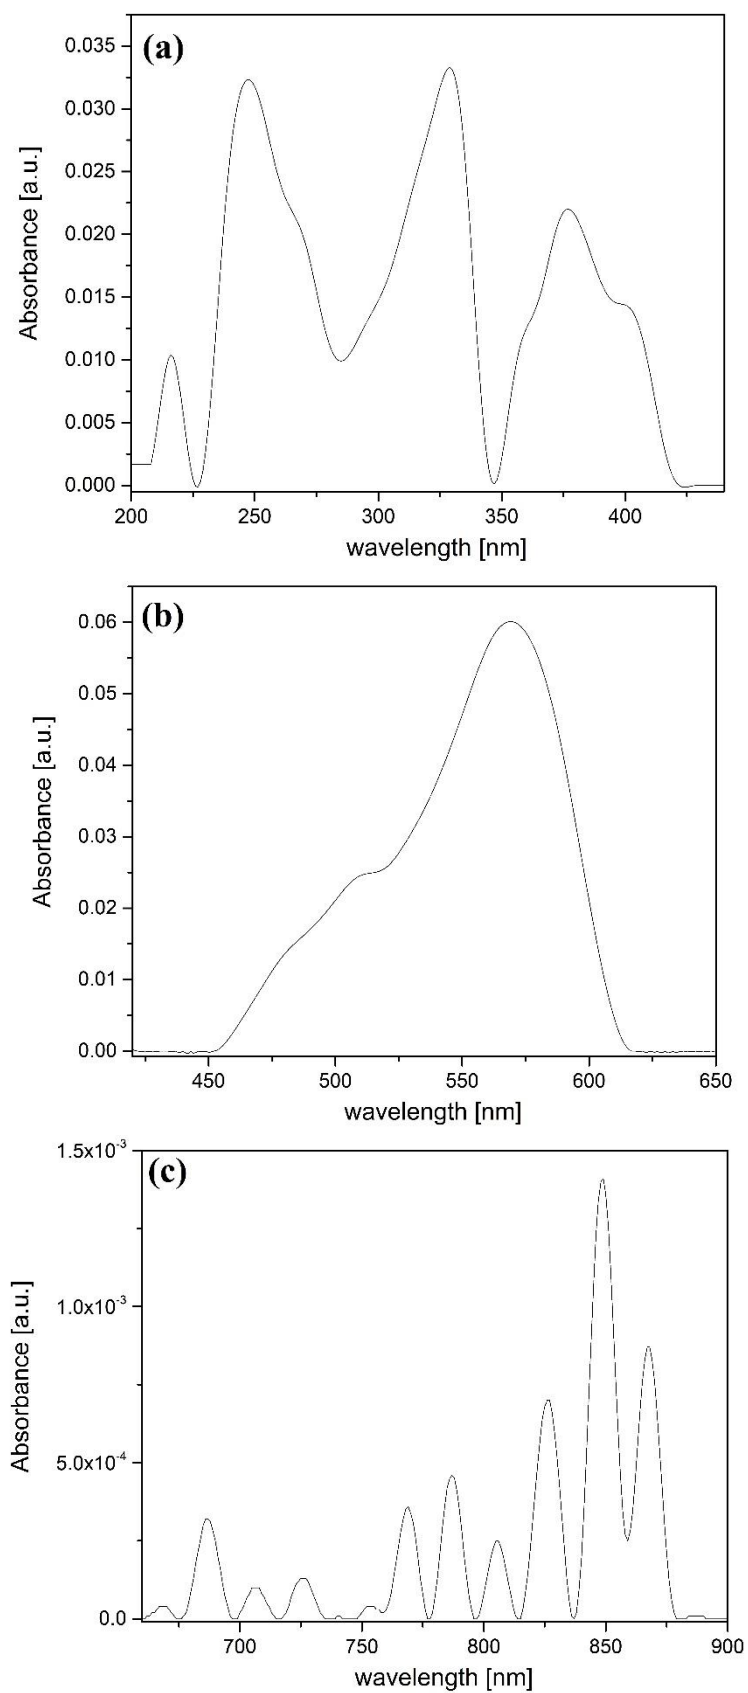 (a)
0.035
0.030
0.025
0.020
0.015
0.010
0.005
0.000
Absorbance [a.u.]
200 250 300 350 400
wavelength [nm]
(b)
0.06
0.05
0.04
0.03
0.02
0.01
0.00
Absorbance [a.u.]
450 500 550 600 650
wavelength [nm]
(c)
1.5x10⁻³
1.0x10⁻³
5.0x10⁻⁴
0.0
Absorbance [a.u.]
700 750 800 850 900
wavelength [nm]